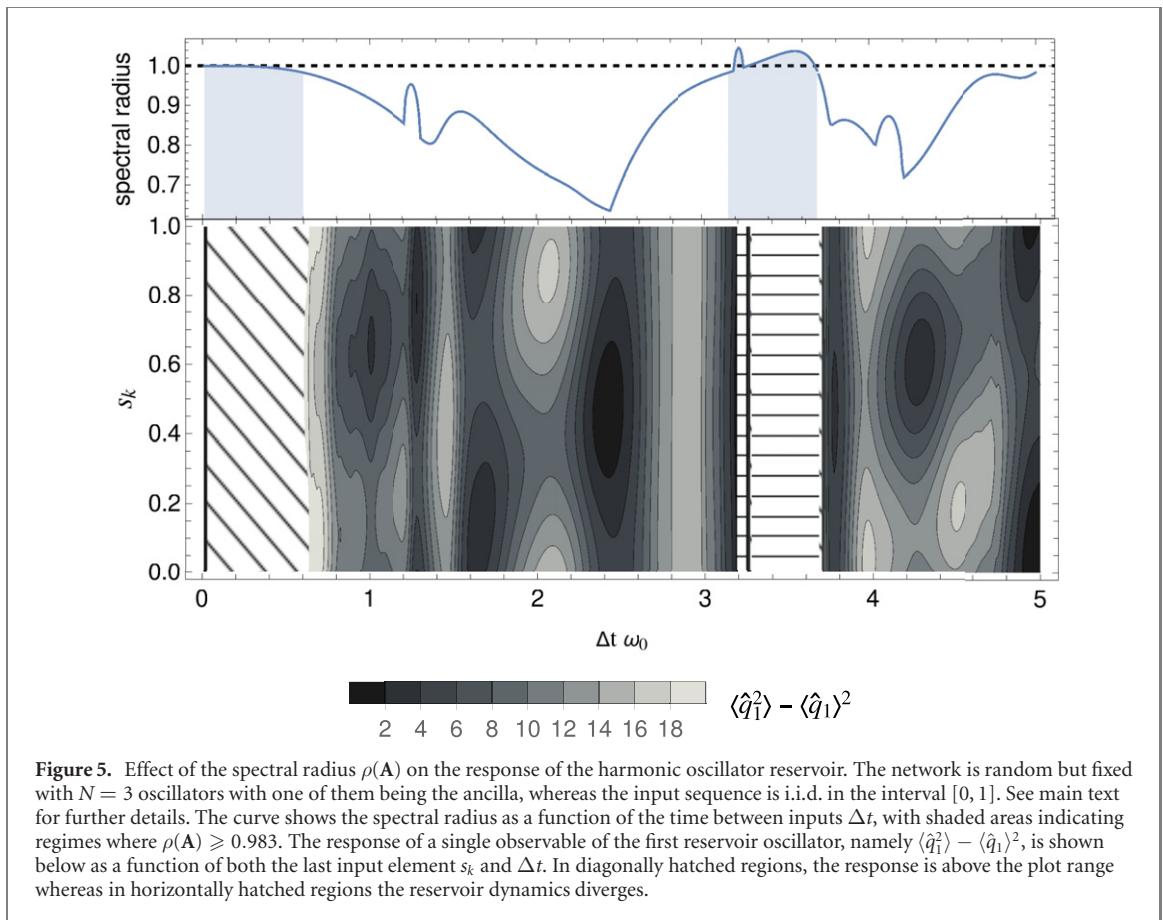 spectral radius
1.0
0.9
0.8
0.7
1.0
0.8
0.6
0.4
0.2
0.0
s_k
0 1 2 3 4 5
Δt ω₀
2 4 6 8 10 12 14 16 18
⟨q̂₁²⟩ − ⟨q̂₁⟩²
Figure 5. Effect of the spectral radius ρ(A) on the response of the harmonic oscillator reservoir. The network is random but fixed
with N = 3 oscillators with one of them being the ancilla, whereas the input sequence is i.i.d. in the interval [0, 1]. See main text
for further details. The curve shows the spectral radius as a function of the time between inputs Δt, with shaded areas indicating
regimes where ρ(A) ⩾ 0.983. The response of a single observable of the first reservoir oscillator, namely ⟨q̂₁²⟩ − ⟨q̂₁⟩², is shown
below as a function of both the last input element s_k and Δt. In diagonally hatched regions, the response is above the plot range
whereas in horizontally hatched regions the reservoir dynamics diverges.